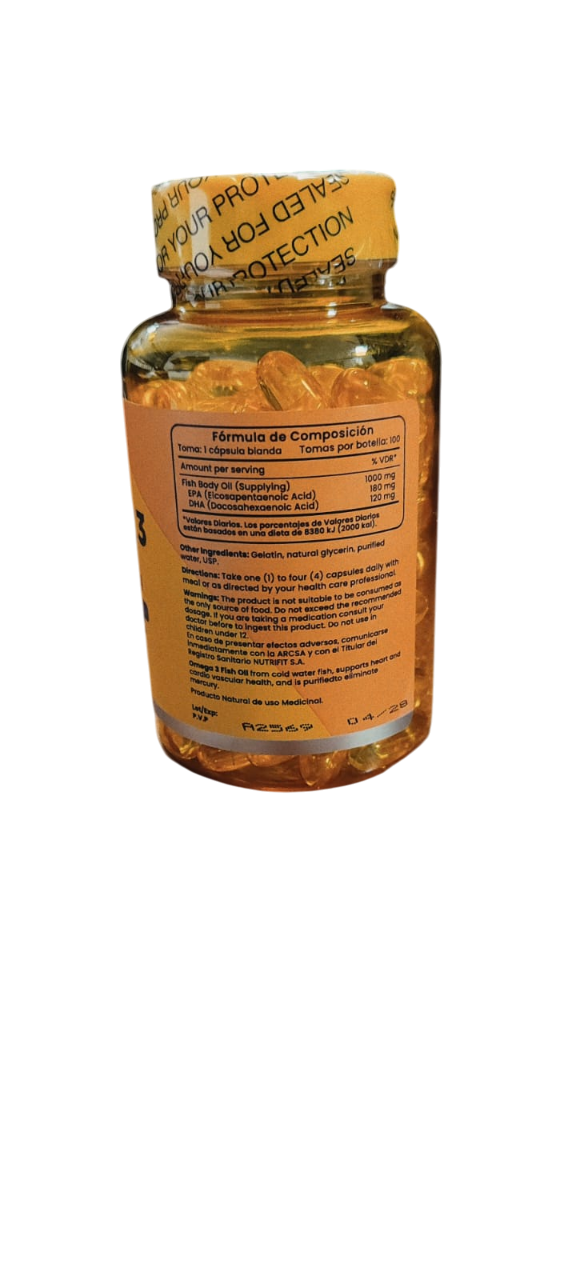 YOUR PROT
SEALED FOR YOU
PROTECTION
SEALED
3
Fórmula de Composición
Toma: 1 cápsula blanda Tomas por botella: 100
Amount per serving % VDR*
Fish Body Oil (Supplying) 1000 mg
EPA (Eicosapentaenoic Acid) 180 mg
DHA (Docosahexaenoic Acid) 120 mg
*Valores Diarios. Los porcentajes de Valores Diarios
están basados en una dieta de 8380 kJ (2000 kal).
Other Ingredients: Gelatin, natural glycerin, purified
water, USP.
Directions: Take one (1) to four (4) capsules daily with
meal or as directed by your health care professional.
Warnings: The product is not suitable to be consumed as
the only source of food. Do not exceed the recommended
dosage. If you are taking a medication consult your
doctor before to ingest this product. Do not use in
children under 12.
En caso de presentar efectos adversos, comunicarse
inmediatamente con la ARCSA y con el Titular del
Registro Sanitario NUTRIFIT S.A.
Omega 3 Fish Oil from cold water fish, supports heart and
cardio vascular health, and is purifiedto eliminate
mercury.
Producto Natural de uso Medicinal.
Lot/Exp: 04/28
P.V.P